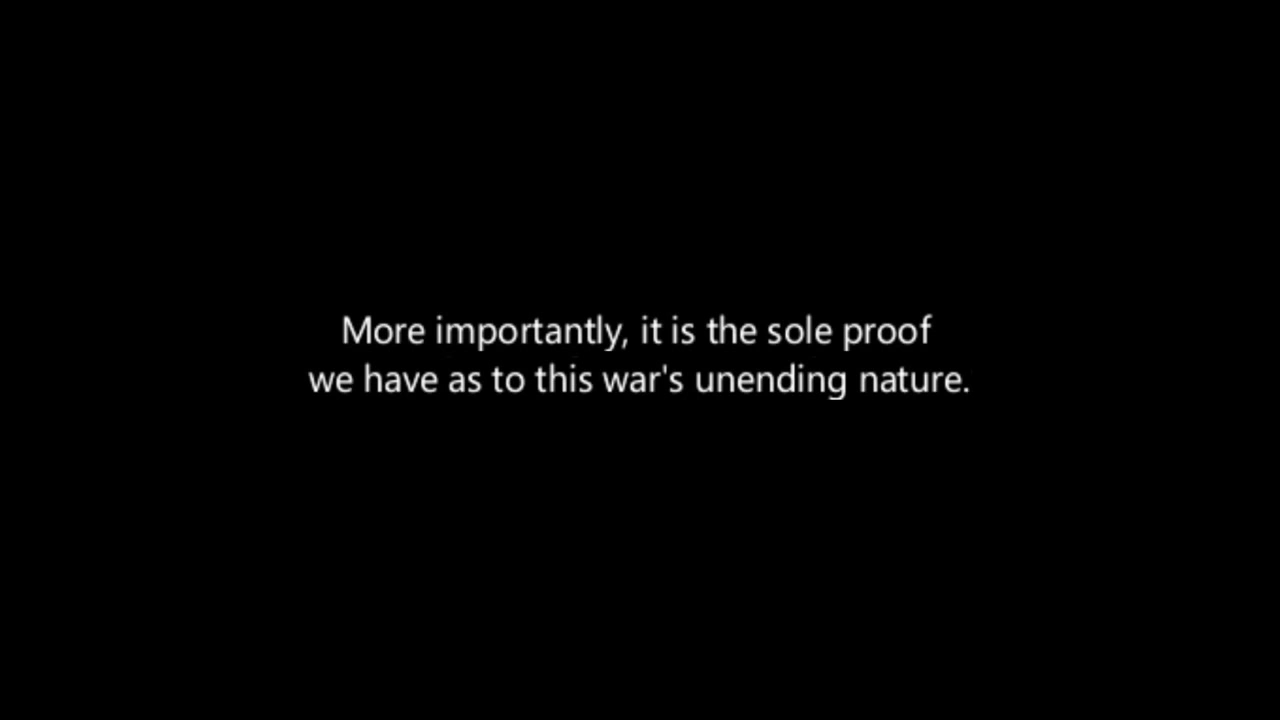 More importantly, it is the sole proof
we have as to this war's unending nature.